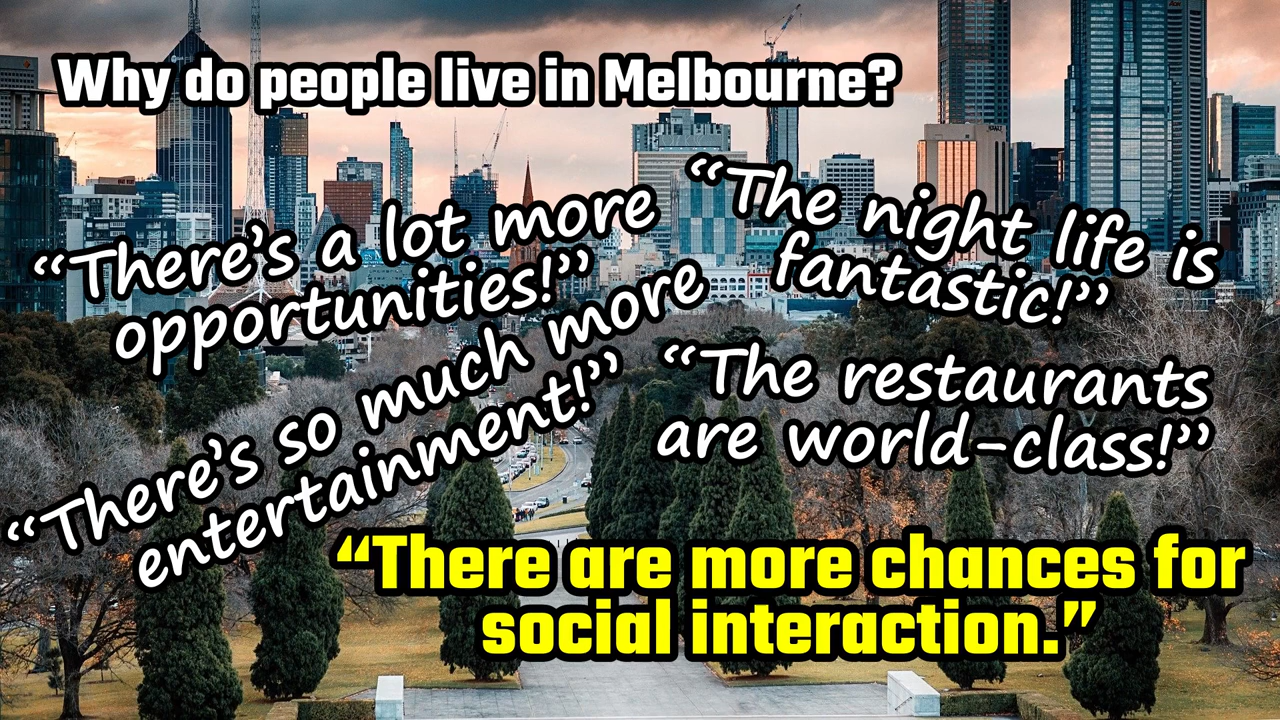 Why do people live in Melbourne?
“There’s a lot more
opportunities!”
“The night life is
fantastic!”
“There’s so much more
entertainment!”
“The restaurants
are world-class!”
“There are more chances for
social interaction.”